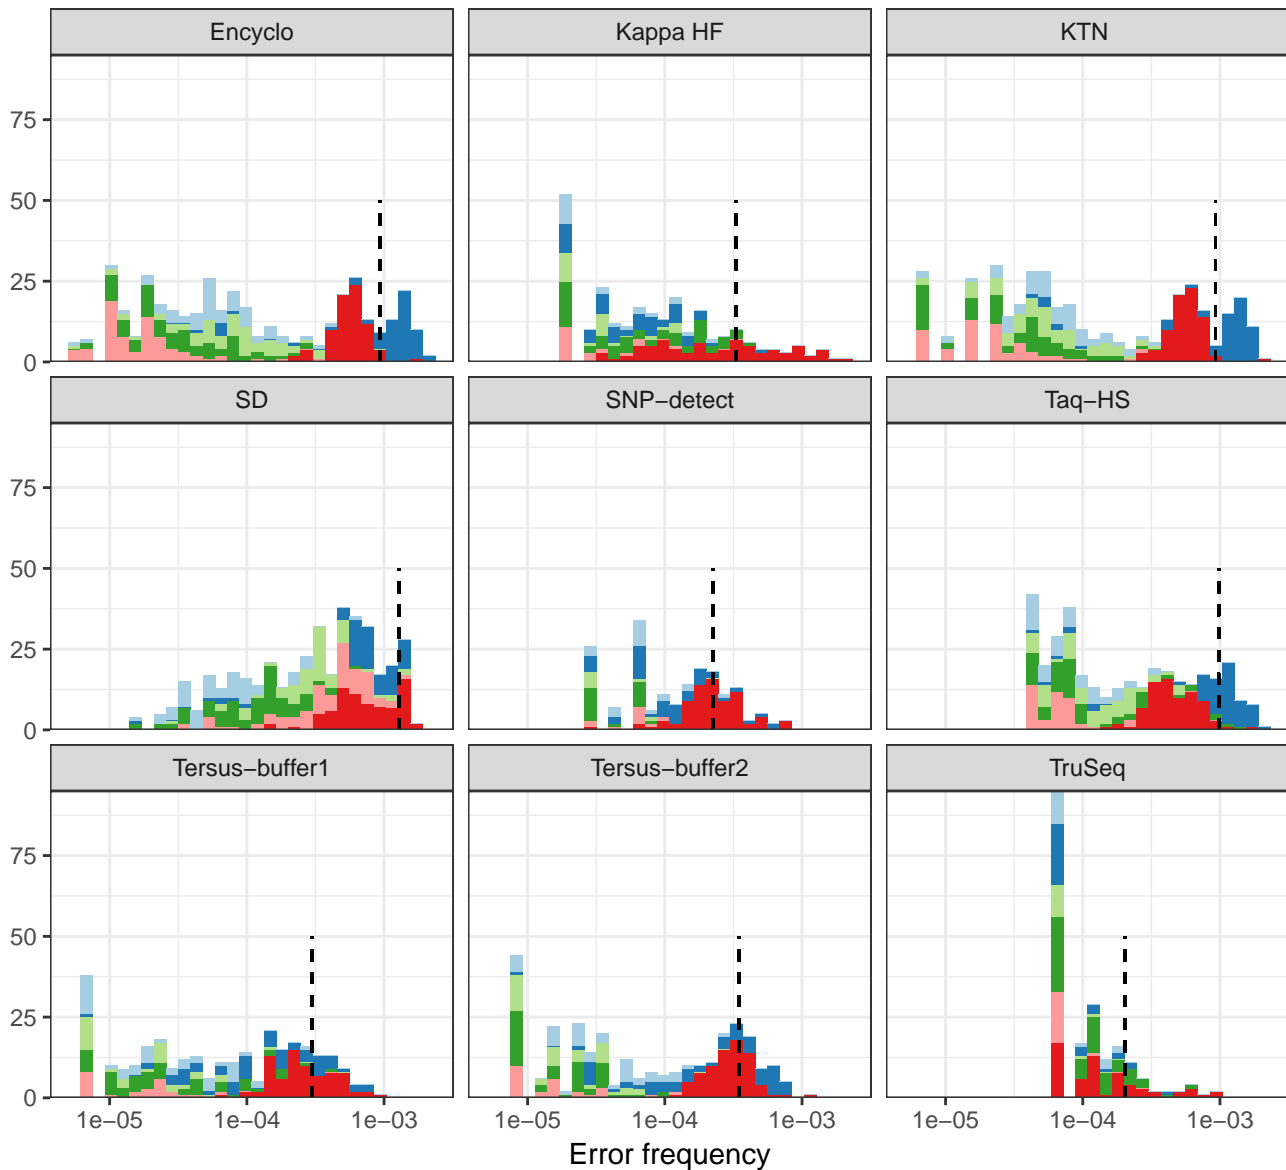 Encyclo Kappa HF KTN
75
50
25
0
SD SNP−detect Taq−HS
75
50
25
0
Tersus−buffer1 Tersus−buffer2 TruSeq
75
50
25
0
1e−05 1e−04 1e−03 1e−05 1e−04 1e−03 1e−05 1e−04 1e−03
Error frequency